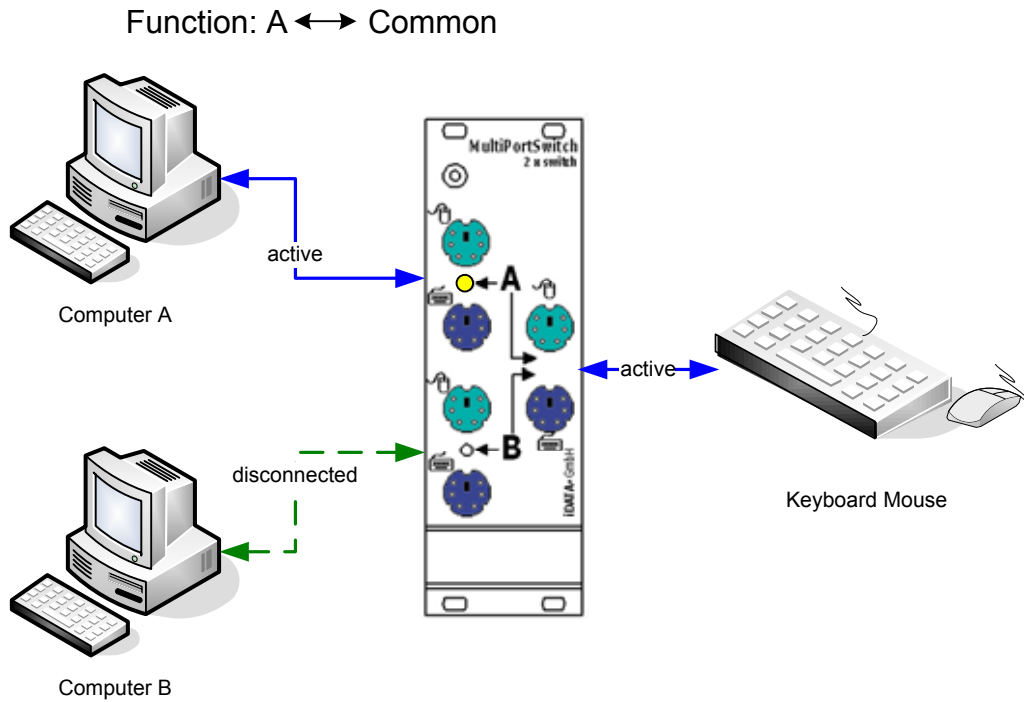 Function: A ⟷ Common
MultiPortSwitch
2 x switch
active
A
Computer A
active
disconnected
B
iDATA GmbH
Keyboard Mouse
Computer B